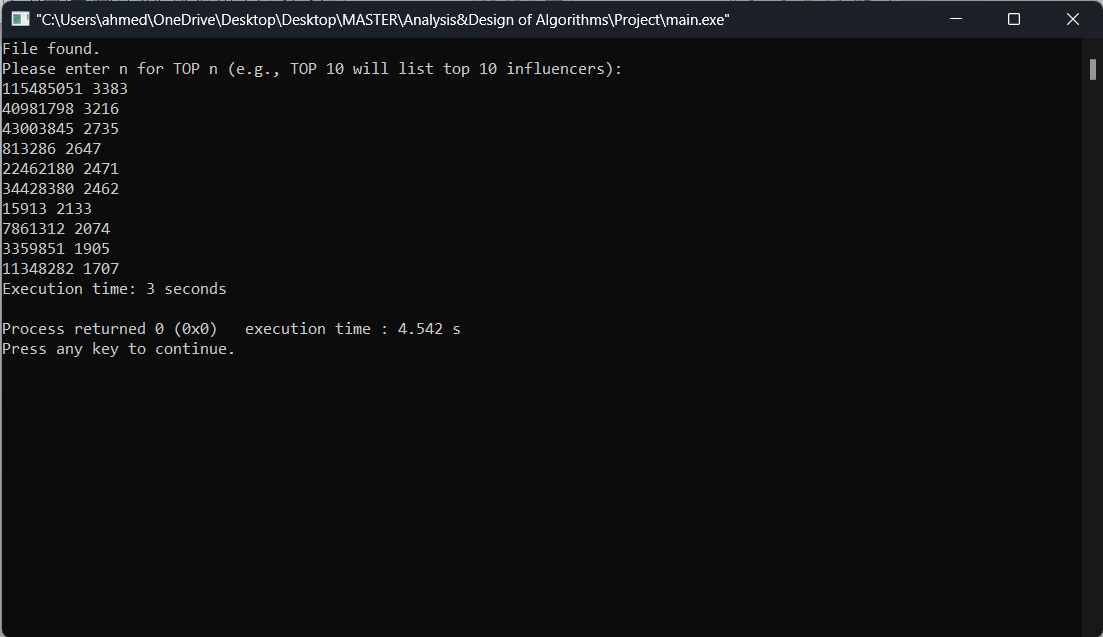 "C:\Users\ahmed\OneDrive\Desktop\Desktop\MASTER\Analysis&Design of Algorithms\Project\main.exe"
File found.
Please enter n for TOP n (e.g., TOP 10 will list top 10 influencers):
115485051 3383
40981798 3216
43003845 2735
813286 2647
22462180 2471
34428380 2462
15913 2133
7861312 2074
3359851 1905
11348282 1707
Execution time: 3 seconds
Process returned 0 (0x0)   execution time : 4.542 s
Press any key to continue.